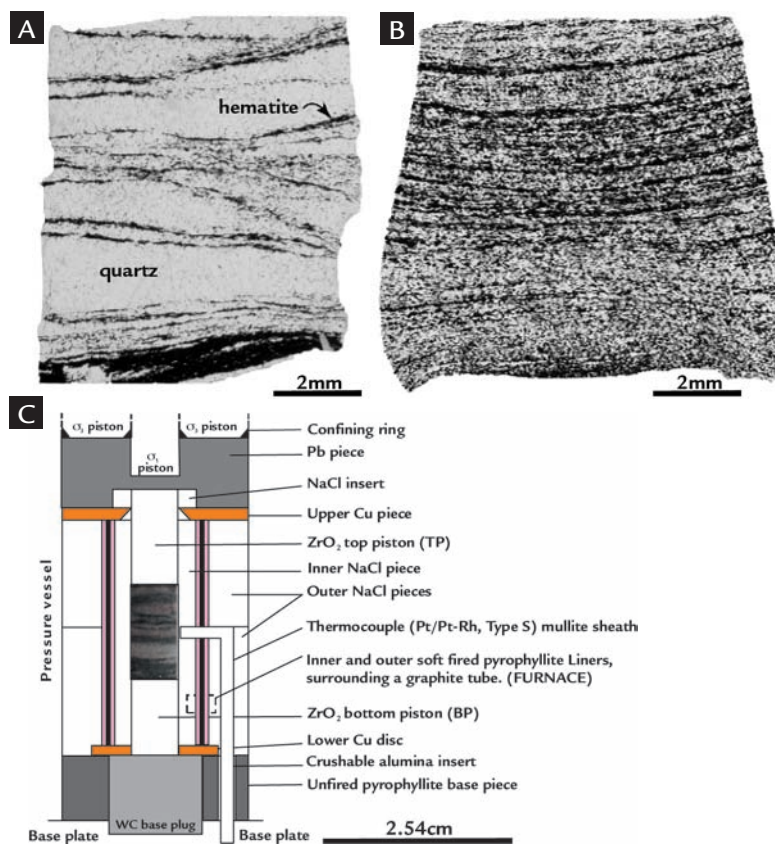 A
hematite
quartz
2mm
B
2mm
C
σ₃ piston
σ₃ piston
σ₁
piston
Confining ring
Pb piece
NaCl insert
Upper Cu piece
ZrO₂ top piston (TP)
Inner NaCl piece
Outer NaCl pieces
Thermocouple (Pt/Pt-Rh, Type S) mullite sheath
Inner and outer soft fired pyrophyllite Liners,
surrounding a graphite tube. (FURNACE)
ZrO₂ bottom piston (BP)
Lower Cu disc
Crushable alumina insert
Unfired pyrophyllite base piece
Pressure vessel
WC base plug
Base plate
Base plate
2.54cm